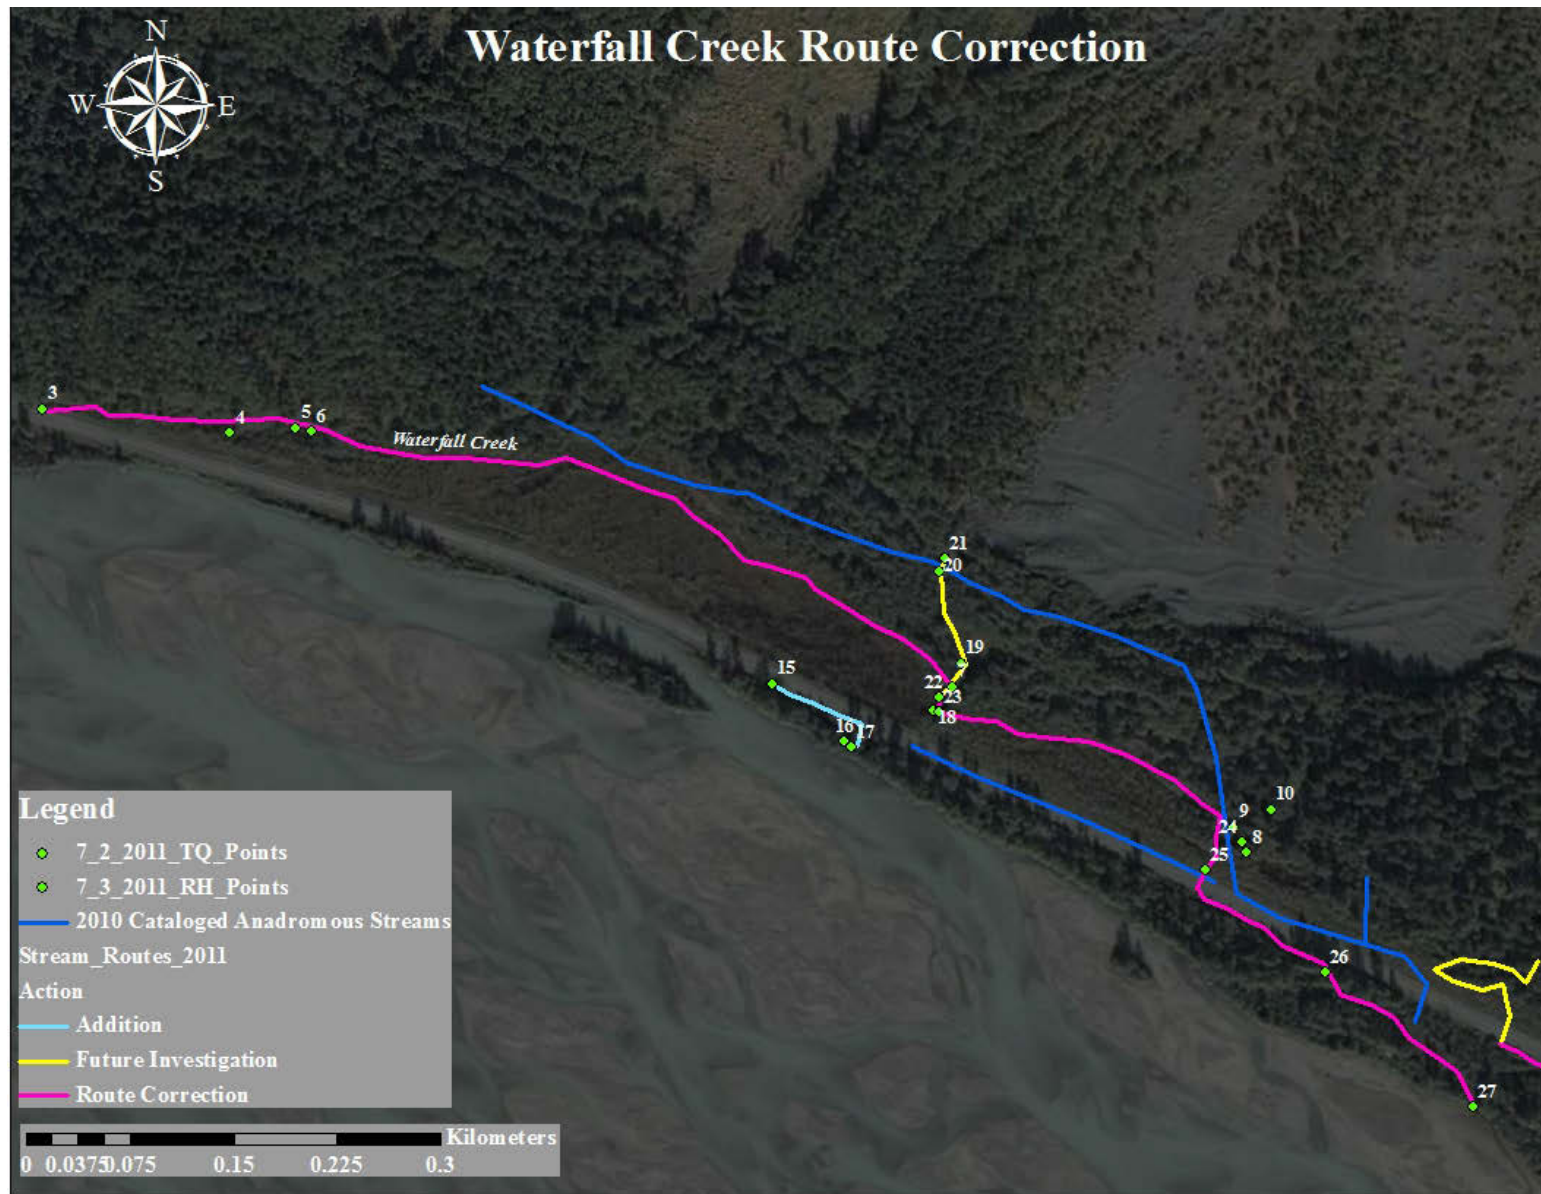 Waterfall Creek Route Correction
N
W
E
S
3
4
5
6
Waterfall Creek
21
20
19
22
23
18
15
16
17
10
9
24
8
25
26
27
Legend
7_2_2011_TQ_Points
7_3_2011_RH_Points
2010 Cataloged Anadromous Streams
Stream_Routes_2011
Action
Addition
Future Investigation
Route Correction
Kilometers
0 0.0375 0.075 0.15 0.225 0.3